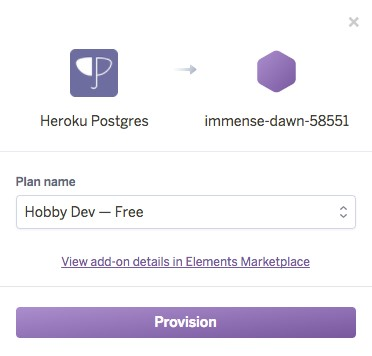 Heroku Postgres
immense-dawn-58551
Plan name
Hobby Dev — Free
View add-on details in Elements Marketplace
Provision